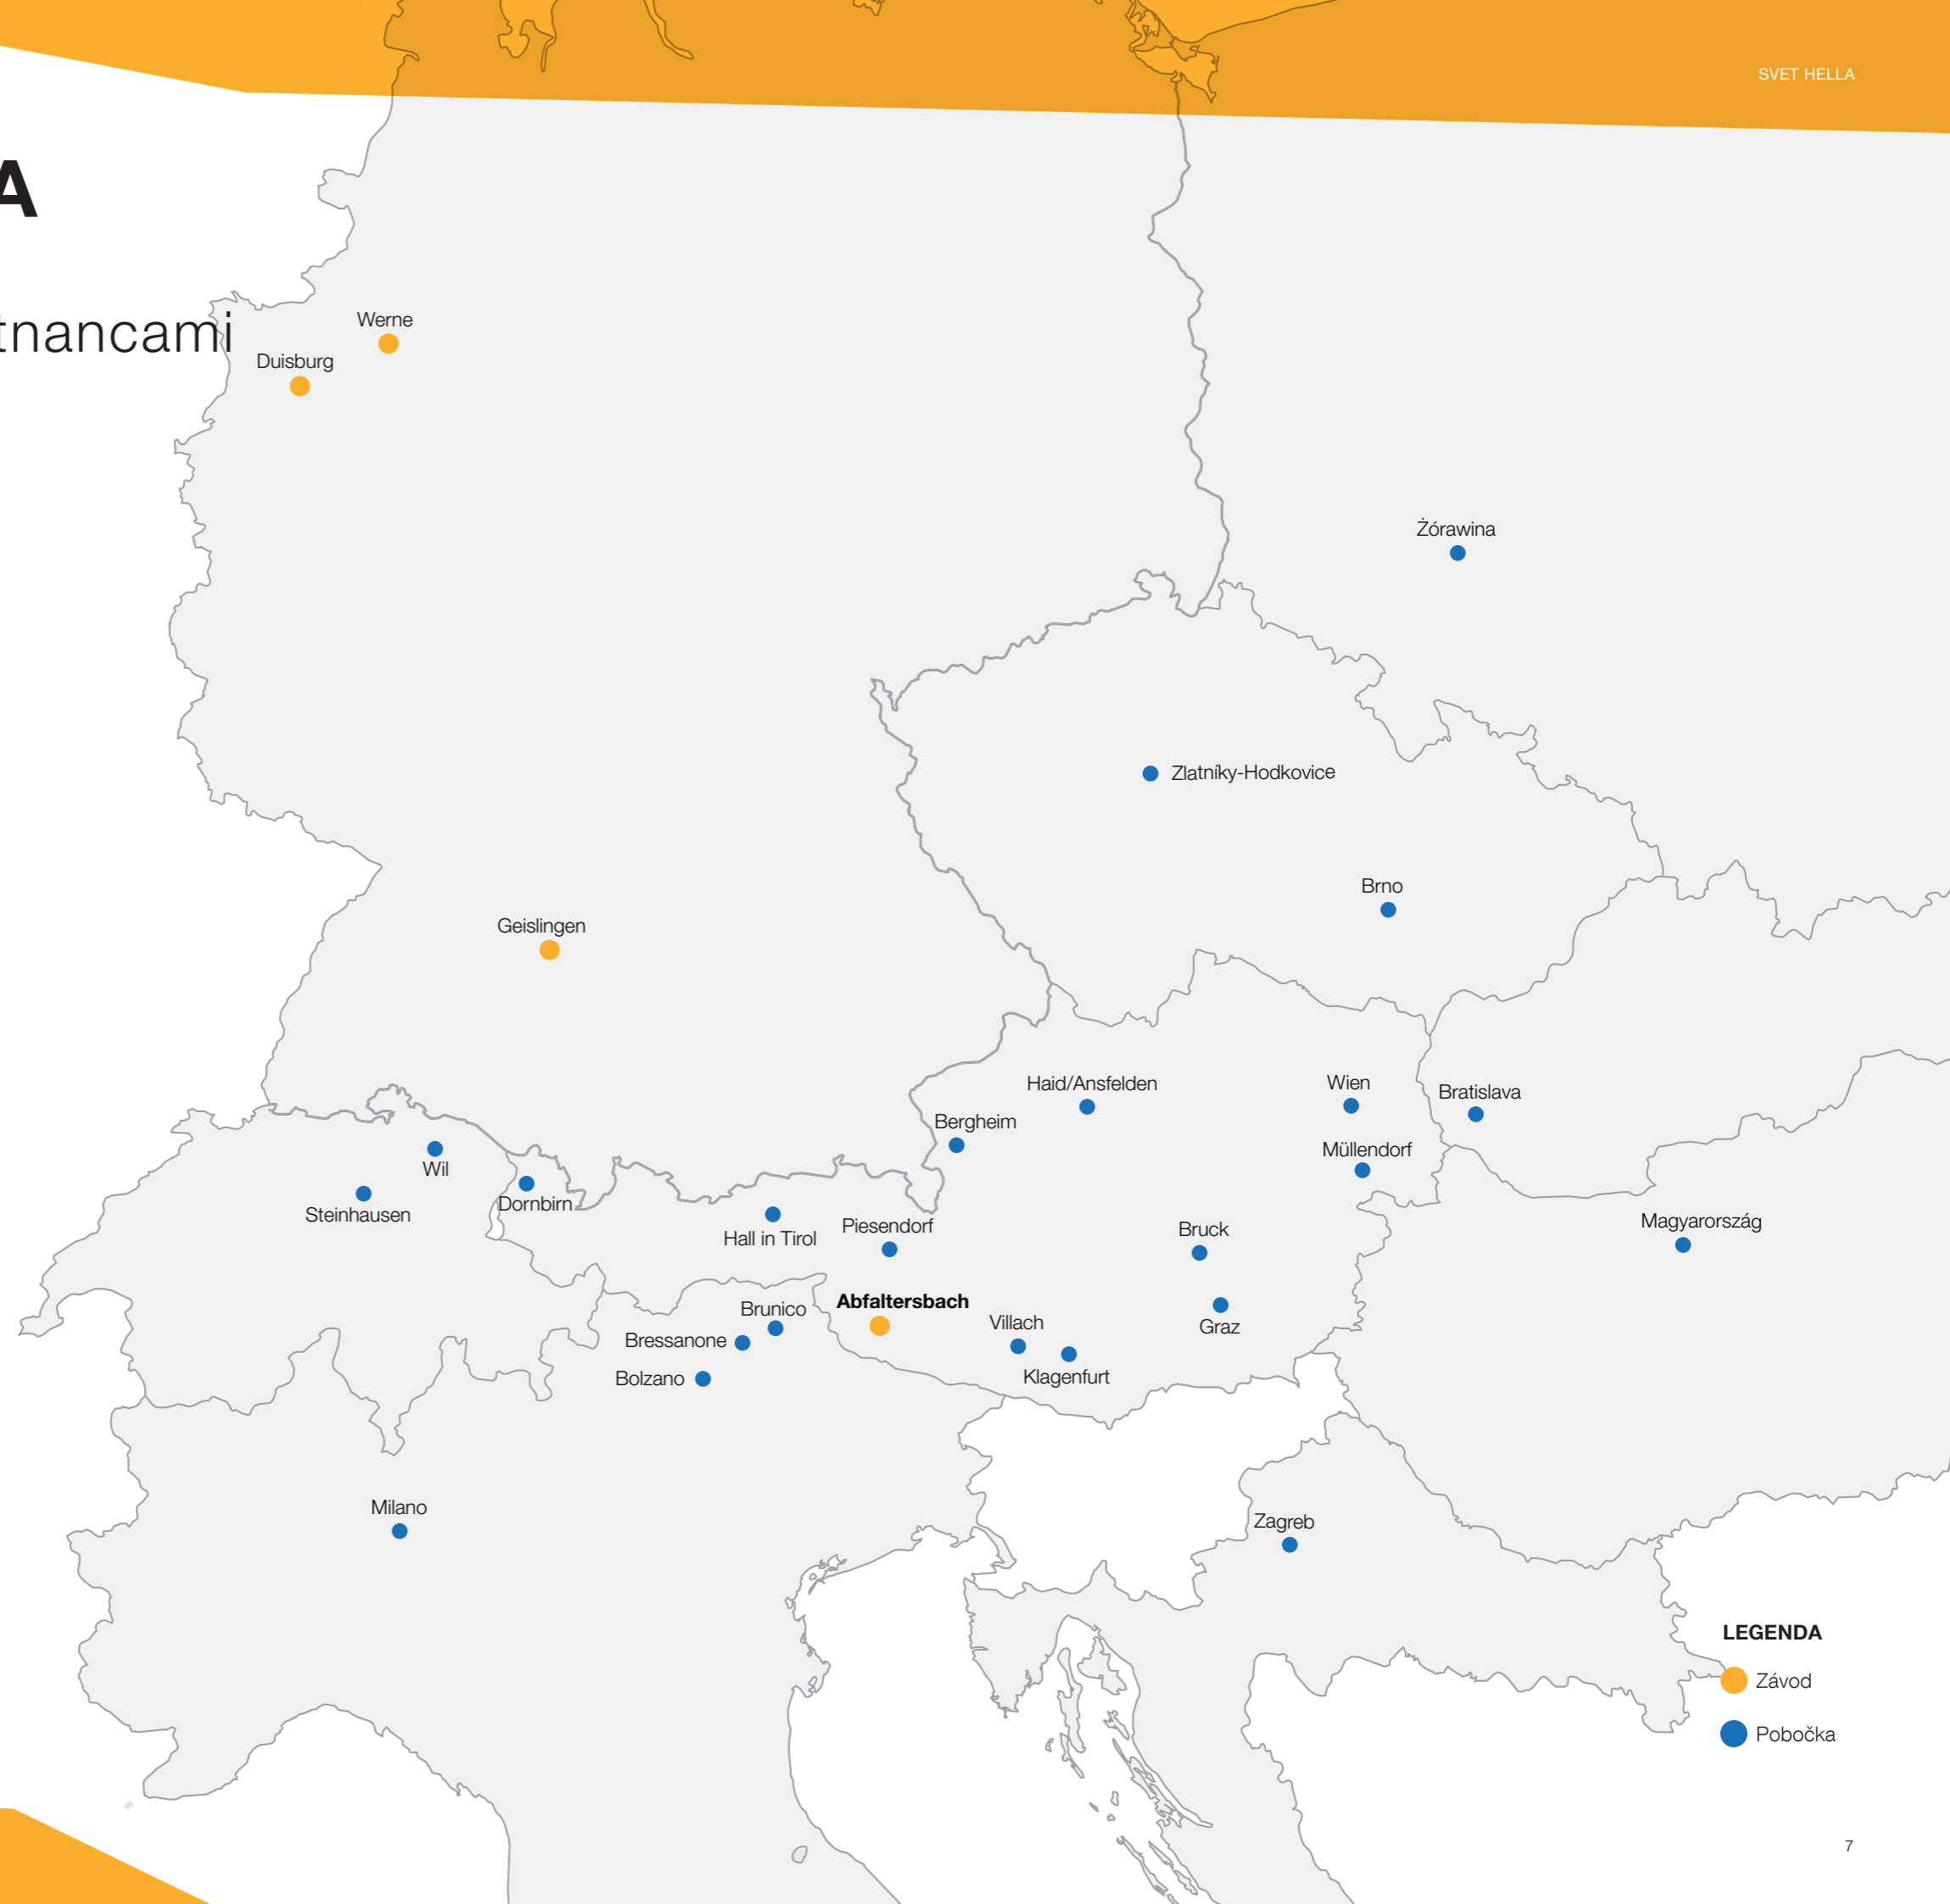 SVET HELLA
A
tnancami
Werne
Duisburg
Żórawina
Zlatníky-Hodkovice
Brno
Geislingen
Haid/Ansfelden
Wien
Bratislava
Bergheim
Müllendorf
Wil
Dornbirn
Steinhausen
Hall in Tirol
Piesendorf
Bruck
Magyarország
Abfaltersbach
Brunico
Villach
Graz
Bressanone
Bolzano
Klagenfurt
Milano
Zagreb
LEGENDA
Závod
Pobočka
7